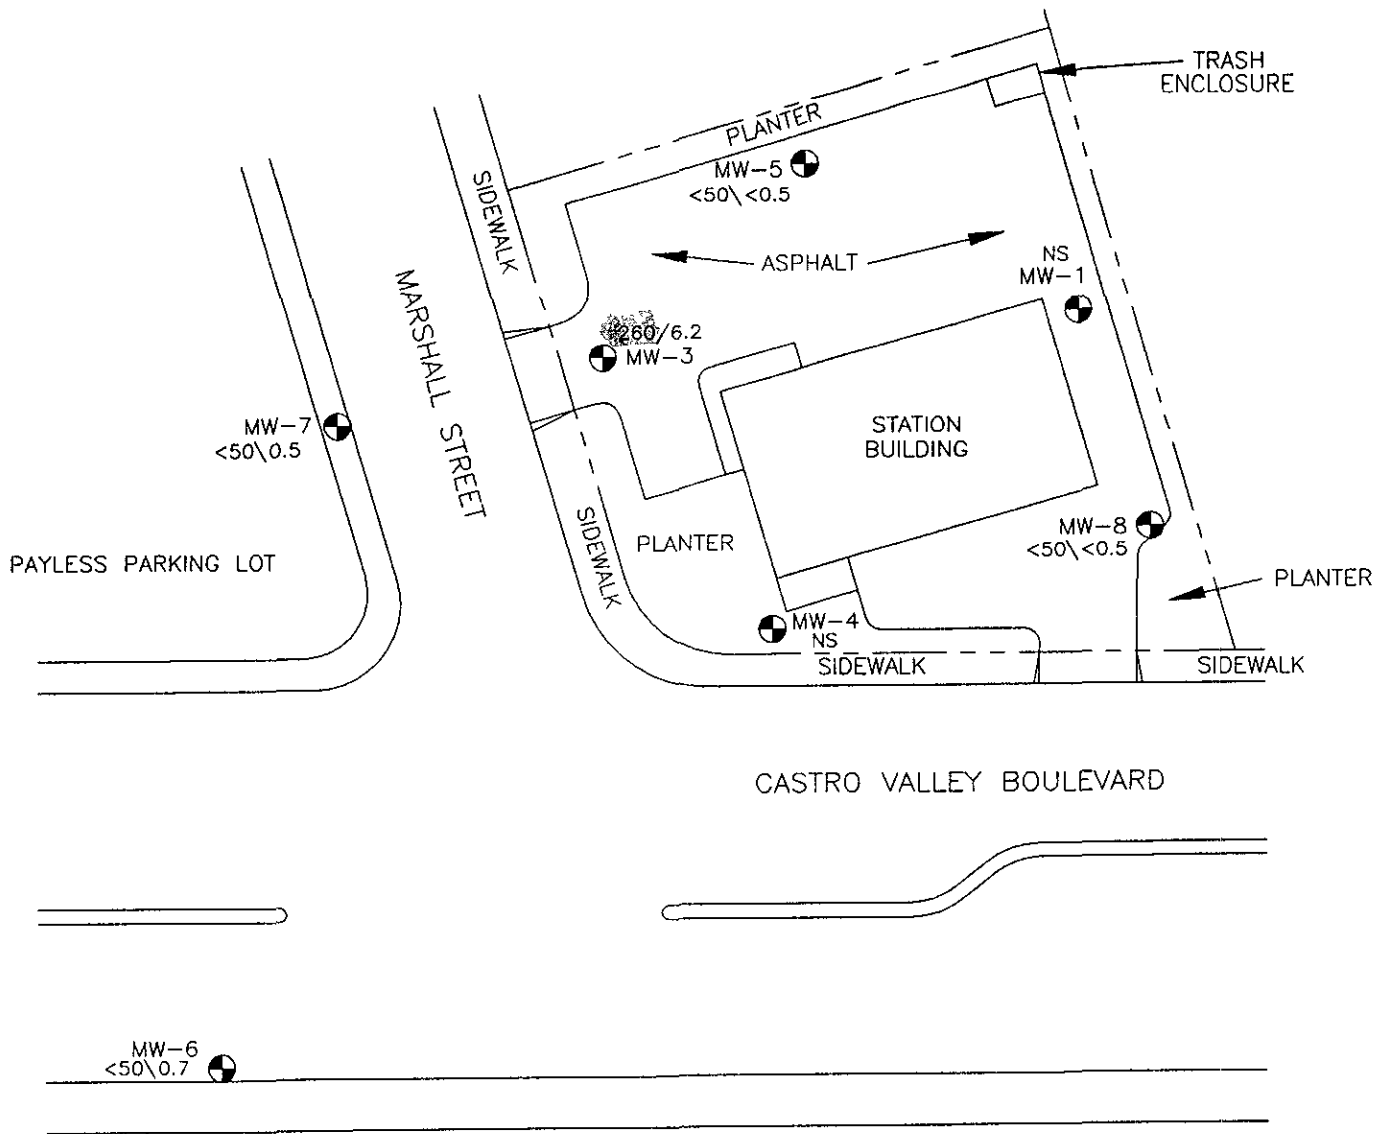 TRASH
ENCLOSURE
PLANTER
MW-5
<50\<0.5
SIDEWALK
ASPHALT
NS
MW-1
MARSHALL STREET
260/6.2
MW-3
MW-7
<50\0.5
STATION
BUILDING
SIDEWALK
PLANTER
MW-8
<50\<0.5
PAYLESS PARKING LOT
PLANTER
MW-4
NS
SIDEWALK
SIDEWALK
CASTRO VALLEY BOULEVARD
MW-6
<50\0.7